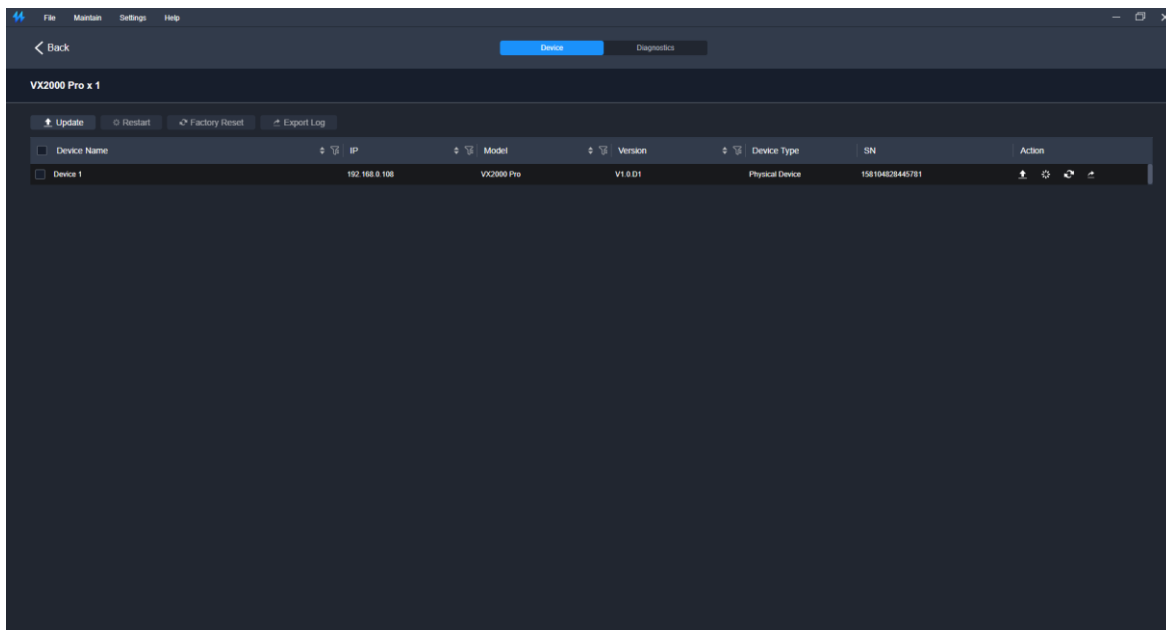 File Maintain Settings Help
Back Device Diagnostics
VX2000 Pro x 1
Update Restart Factory Reset Export Log
Device Name IP Model Version Device Type SN Action
Device 1 192.168.0.108 VX2000 Pro V1.0.D1 Physical Device 158104828445781